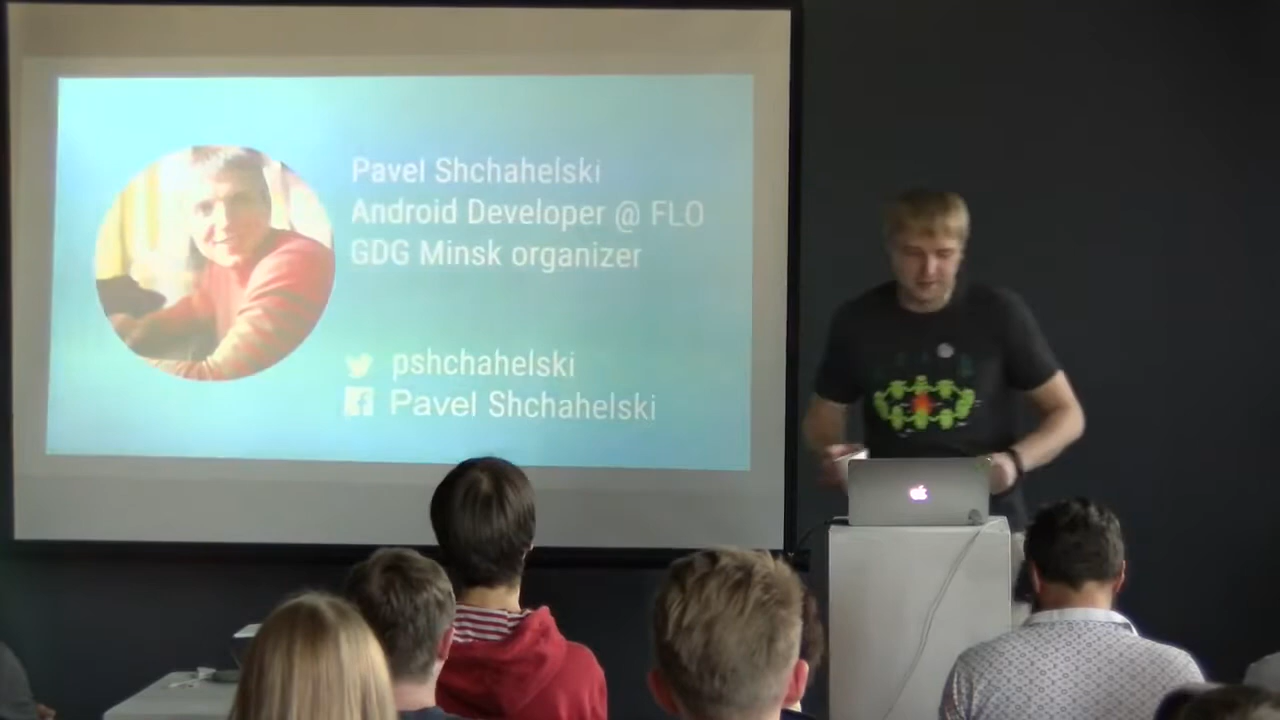 Pavel Shchahelski
Android Developer @ FLO
GDG Minsk organizer
pshchahelski
Pavel Shchahelski